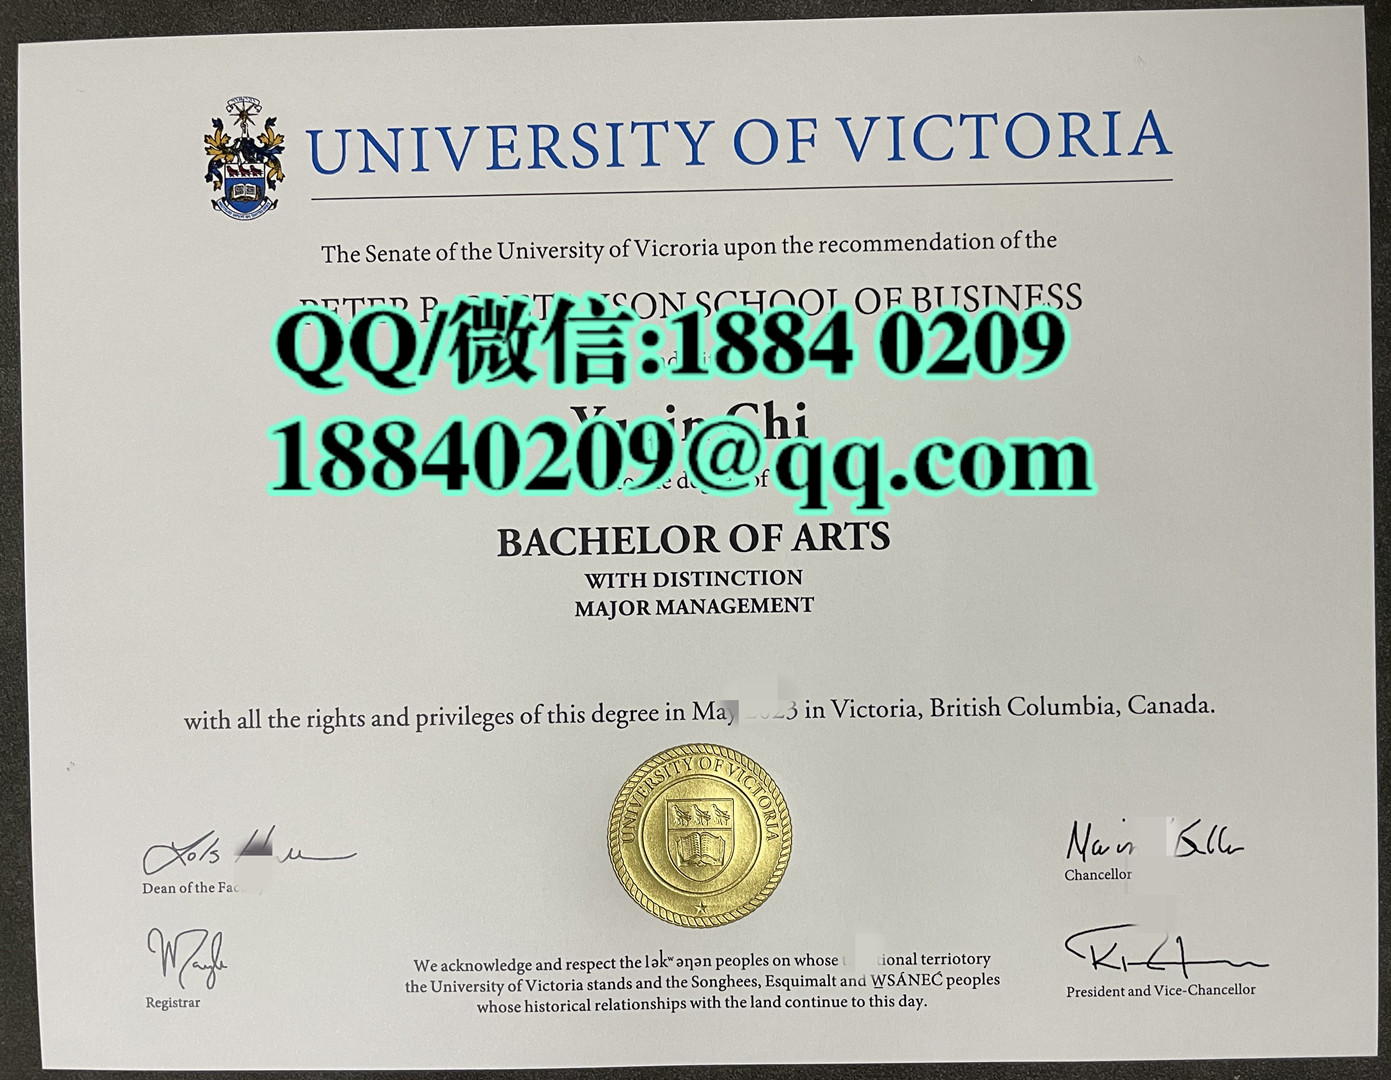 UNIVERSITY OF VICTORIA
The Senate of the University of Vicroria upon the recommendation of the
SCHOOL OF BUSINESS
QQ/微信:1884 0209
Chi
18840209@qq.com
BACHELOR OF ARTS
WITH DISTINCTION
MAJOR MANAGEMENT
with all the rights and privileges of this degree in May in Victoria, British Columbia, Canada.
UNIVERSITY OF VICTORIA
Dean of the
Chancellor
Registrar
We acknowledge and respect the lək̓ʷəŋən peoples on whose terriotory
the University of Victoria stands and the Songhees, Esquimalt and W̱SÁNEĆ peoples
whose historical relationships with the land continue to this day.
President and Vice-Chancellor